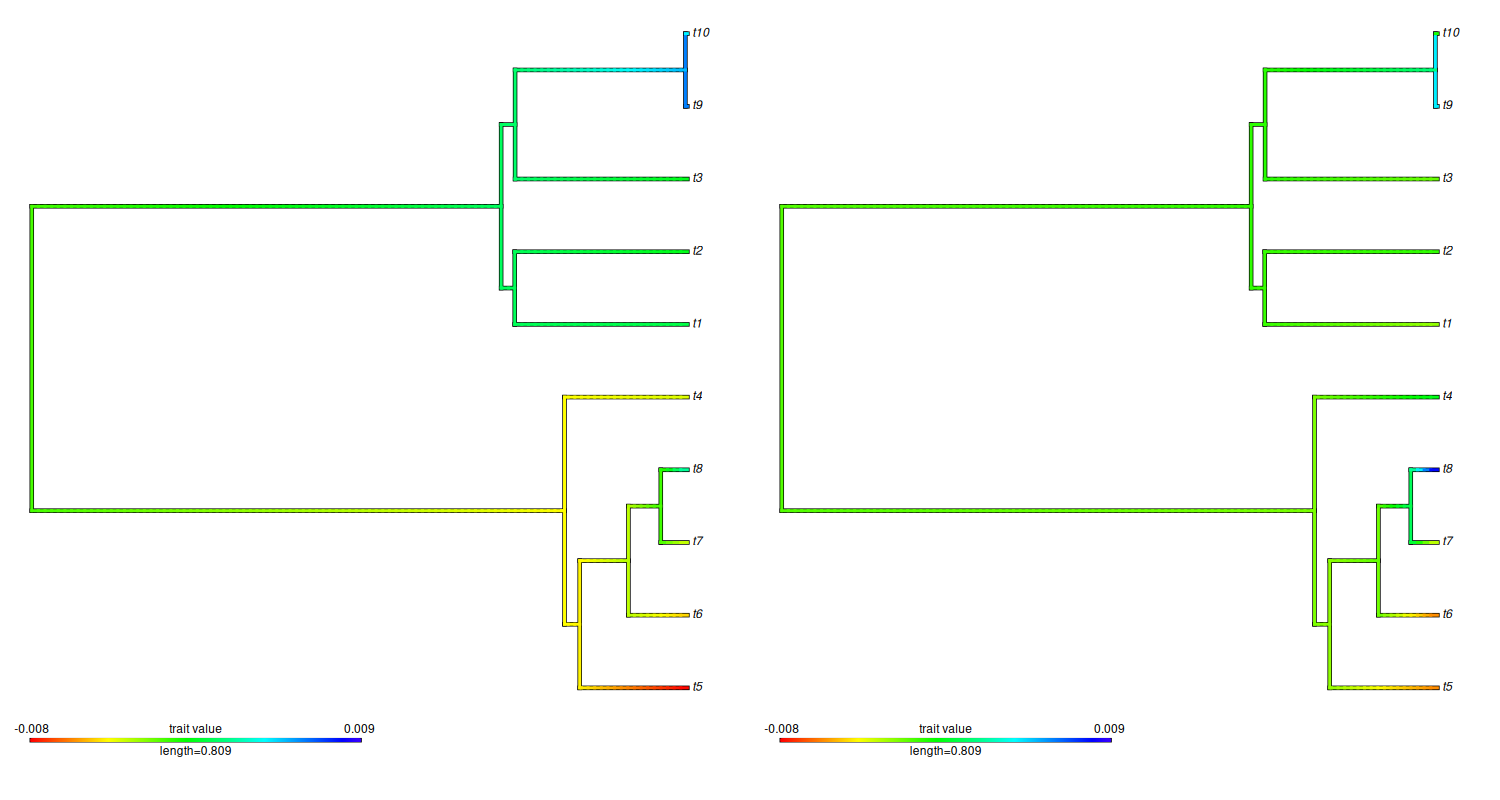 t10
t9
t3
t2
t1
t4
t8
t7
t6
t5
-0.008 trait value 0.009
length=0.809
t10
t9
t3
t2
t1
t4
t8
t7
t6
t5
-0.008 trait value 0.009
length=0.809